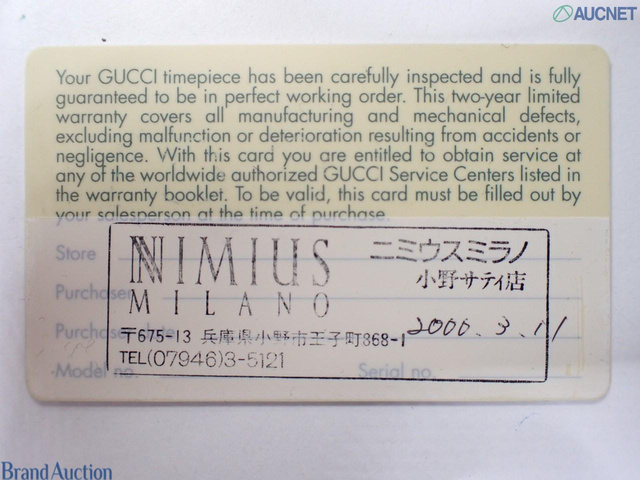 AUCNET
Your GUCCI timepiece has been carefully inspected and is fully
guaranteed to be in perfect working order. This two-year limited
warranty covers all manufacturing and mechanical defects,
excluding malfunction or deterioration resulting from accidents or
negligence. With this card you are entitled to obtain service at
any of the worldwide authorized GUCCI Service Centers listed in
the warranty booklet. To be valid, this card must be filled out by
your salesperson at the time of purchase.
Store
NIMIUS
ニミウスミラノ
小野サティ店
Purchaser
MILANO
Purchase date
2000.3.11
〒675-13 兵庫県小野市王子町868-1
TEL(07946)3-5121
Model no.
Serial no.
Brand Auction